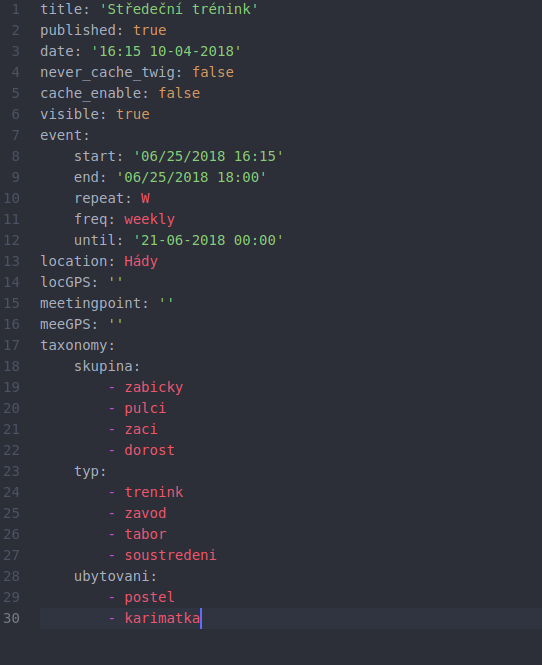 1 title: 'Středeční trénink'
2 published: true
3 date: '16:15 10-04-2018'
4 never_cache_twig: false
5 cache_enable: false
6 visible: true
7 event:
8     start: '06/25/2018 16:15'
9     end: '06/25/2018 18:00'
10     repeat: W
11     freq: weekly
12     until: '21-06-2018 00:00'
13 location: Hády
14 locGPS: ''
15 meetingpoint: ''
16 meeGPS: ''
17 taxonomy:
18     skupina:
19         - zabicky
20         - pulci
21         - zaci
22         - dorost
23     typ:
24         - trenink
25         - zavod
26         - tabor
27         - soustredeni
28     ubytovani:
29         - postel
30         - karimatka